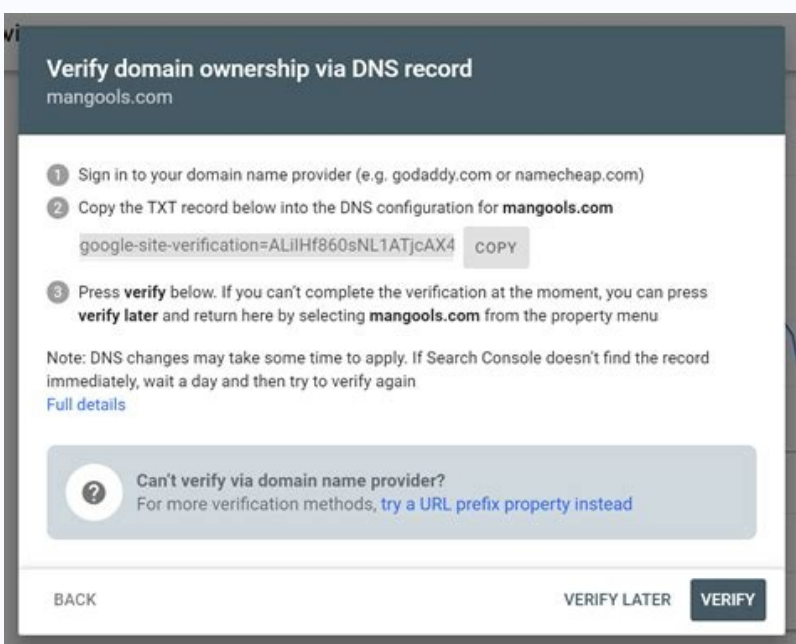 Verify domain ownership via DNS record
mangools.com
1 Sign in to your domain name provider (e.g. godaddy.com or namecheap.com)
2 Copy the TXT record below into the DNS configuration for mangools.com
google-site-verification=ALilHf860sNL1ATjcAX4 COPY
3 Press verify below. If you can't complete the verification at the moment, you can press
verify later and return here by selecting mangools.com from the property menu
Note: DNS changes may take some time to apply. If Search Console doesn't find the record
immediately, wait a day and then try to verify again
Full details
? Can't verify via domain name provider?
For more verification methods, try a URL prefix property instead
BACK VERIFY LATER VERIFY